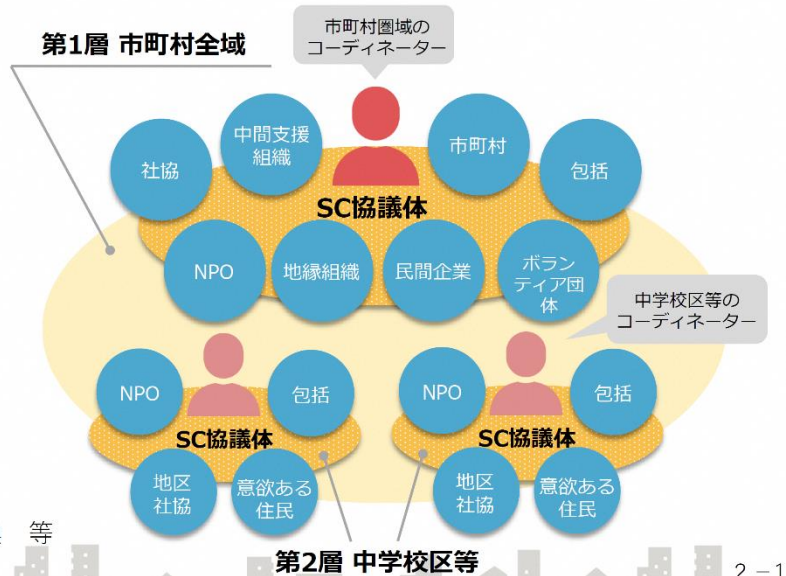 市町村圏域の
コーディネーター
第1層 市町村全域
中間支援
組織
市町村
社協
包括
SC協議体
NPO
地縁組織
民間企業
ボラン
ティア団
体
中学校区等の
コーディネーター
NPO
包括
SC協議体
地区
社協
意欲ある
住民
NPO
包括
SC協議体
地区
社協
意欲ある
住民
等
第2層 中学校区等
2－1